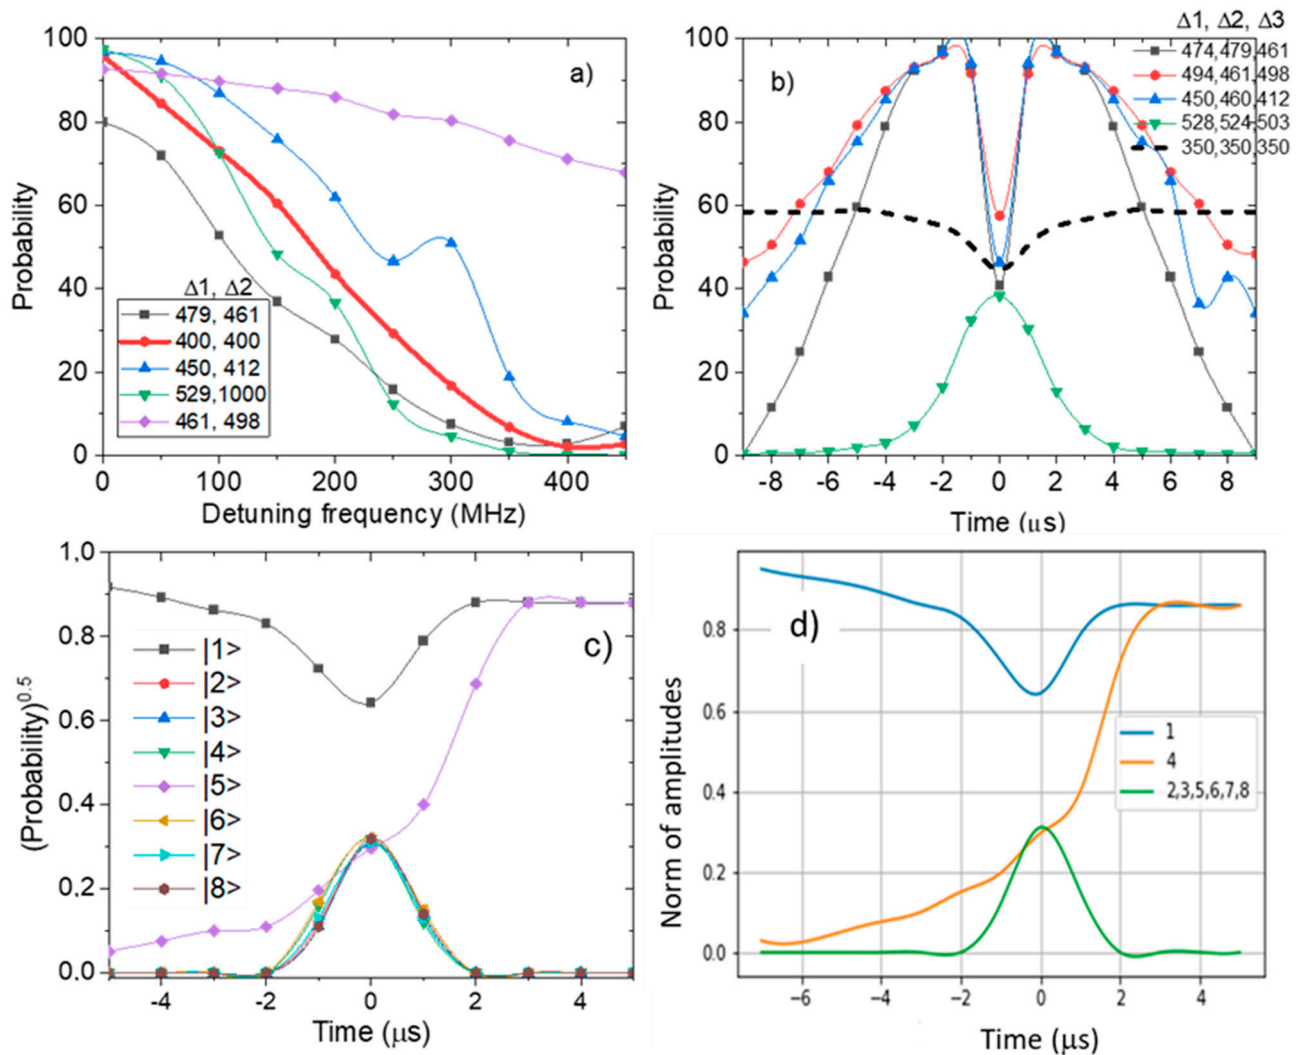 a)
Probability
100
80
60
40
20
0
Δ1, Δ2
479, 461
400, 400
450, 412
529,1000
461, 498
0 100 200 300 400
Detuning frequency (MHz)
b)
Probability
100
80
60
40
20
0
Δ1, Δ2, Δ3
474,479,461
494,461,498
450,460,412
528,524,503
350,350,350
-8 -6 -4 -2 0 2 4 6 8
Time (μs)
c)
(Probability)^0.5
1,0
0.8
0.6
0.4
0.2
0.0
|1>
|2>
|3>
|4>
|5>
|6>
|7>
|8>
-4 -2 0 2 4
Time (μs)
d)
Norm of amplitudes
0.8
0.6
0.4
0.2
0.0
1
4
2,3,5,6,7,8
−6 −4 −2 0 2 4
Time (μs)